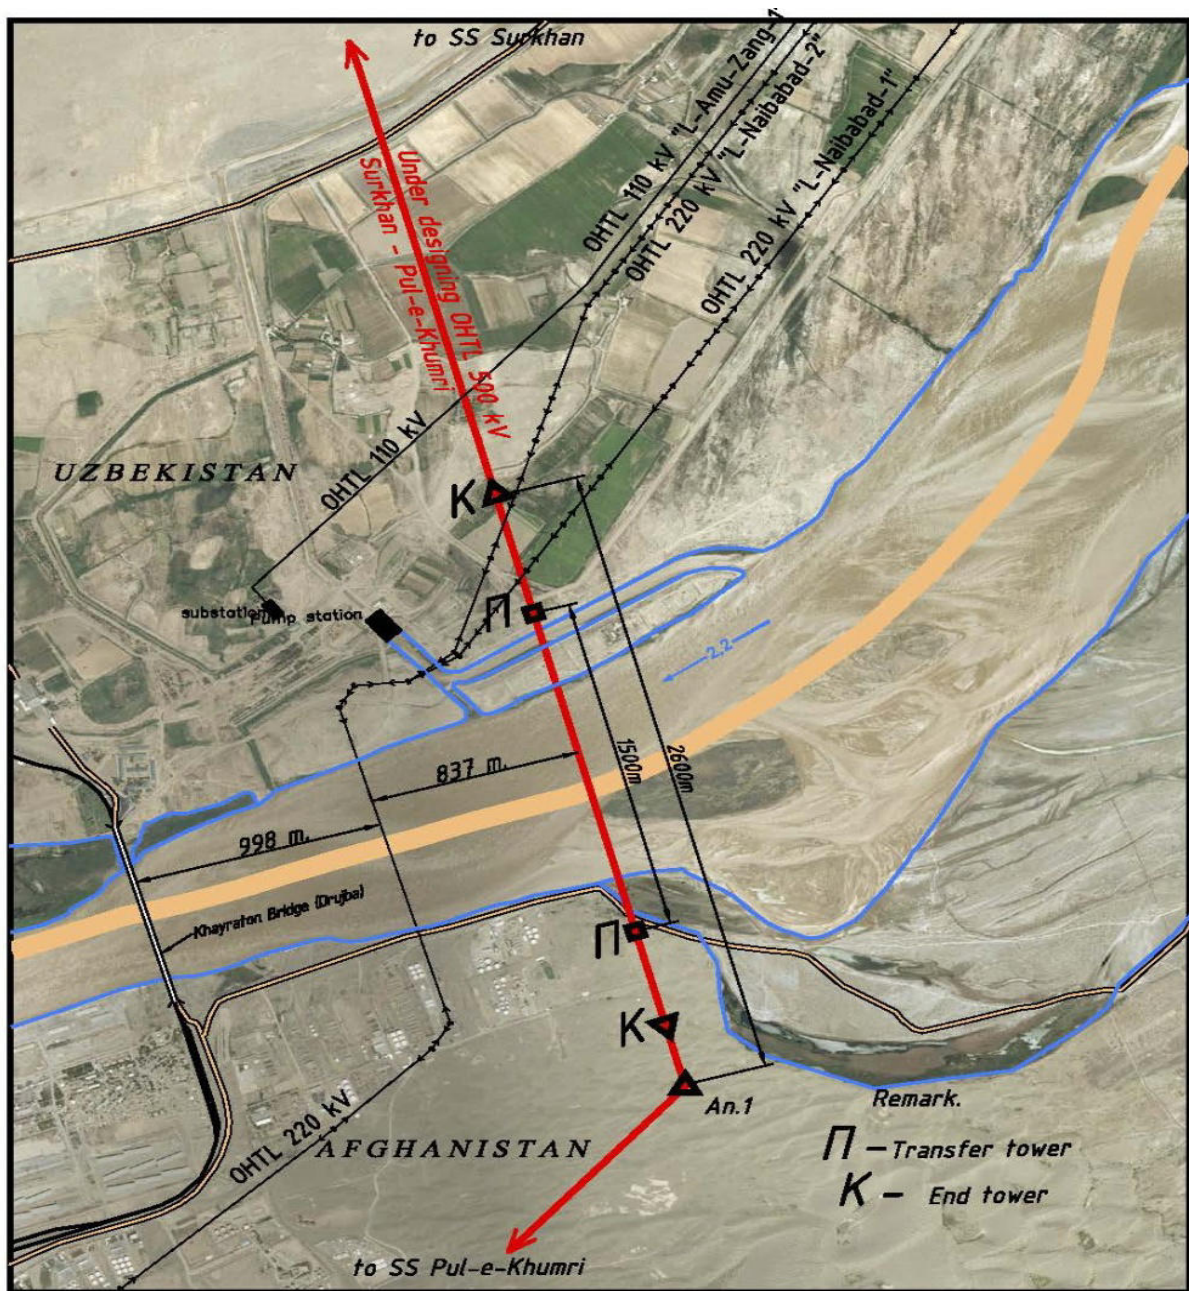 to SS Surkhan
OHTL 110 kV "L-Amu-Zang-1"
OHTL 220 kV "L-Naibabad-2"
OHTL 220 kV "L-Naibabad-1"
Under designing OHTL 500 kV
Surkhan - Pul-e-Khumri
OHTL 110 kV
UZBEKISTAN
К
substation
Pump station
П
2,2
1500m
2600m
837 m.
998 m.
Khayraton Bridge (Drujba)
П
К
An.1
OHTL 220 kV
AFGHANISTAN
to SS Pul-e-Khumri
Remark.
П – Transfer tower
К – End tower